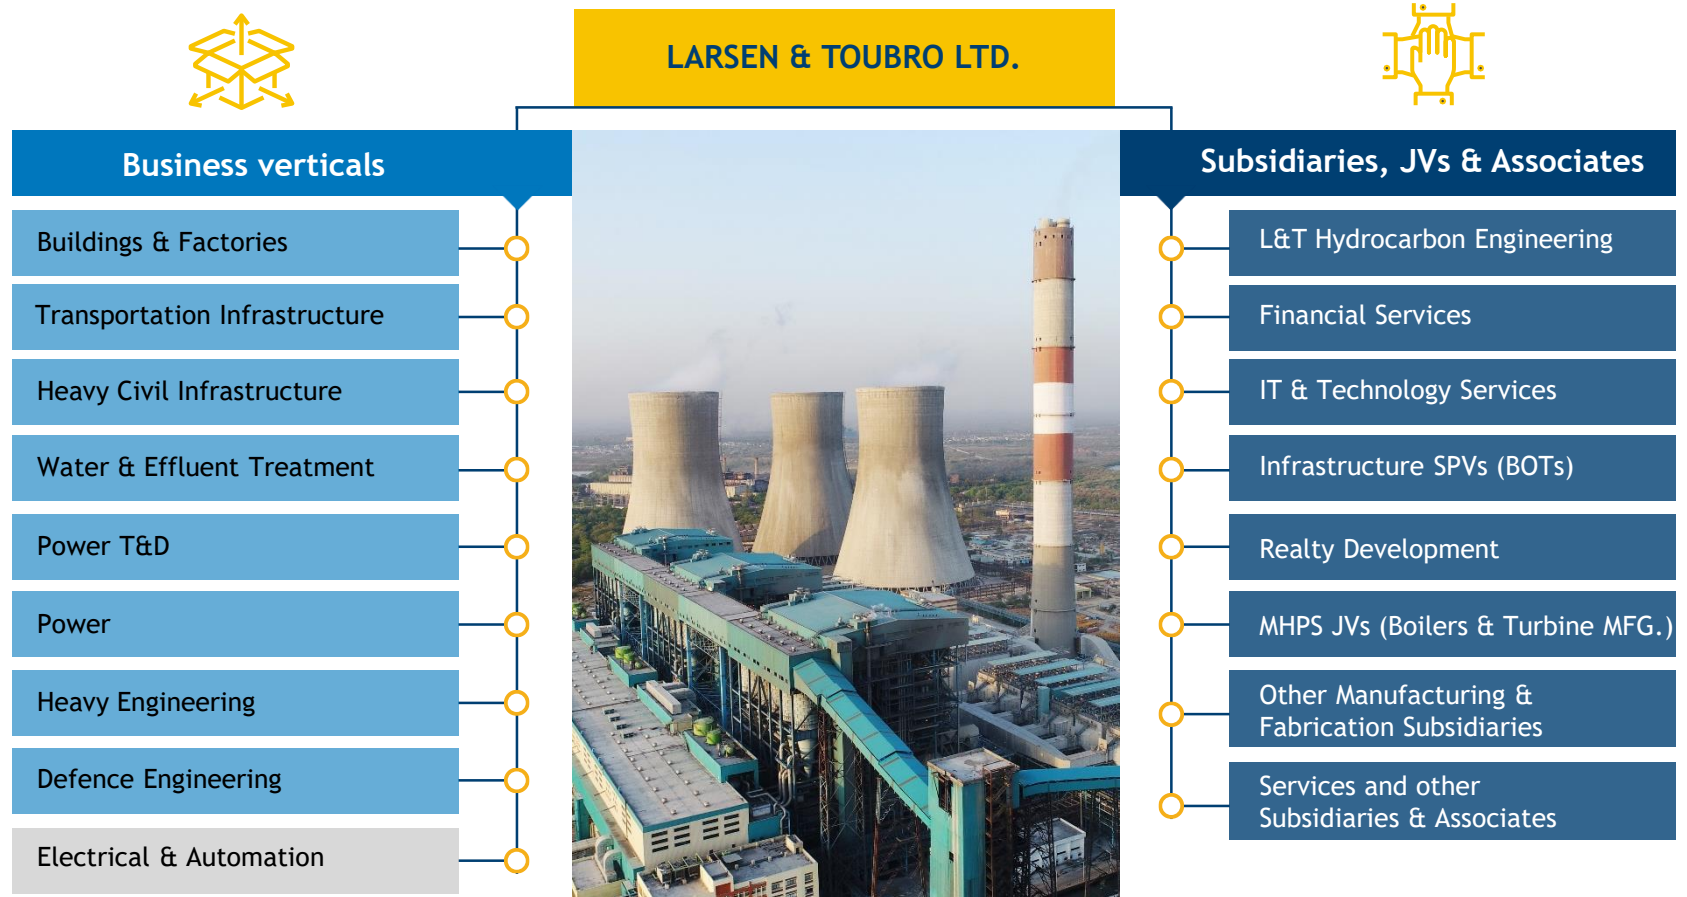 LARSEN & TOUBRO LTD.
Business verticals
Buildings & Factories
Transportation Infrastructure
Heavy Civil Infrastructure
Water & Effluent Treatment
Power T&D
Power
Heavy Engineering
Defence Engineering
Electrical & Automation
Subsidiaries, JVs & Associates
L&T Hydrocarbon Engineering
Financial Services
IT & Technology Services
Infrastructure SPVs (BOTs)
Realty Development
MHPS JVs (Boilers & Turbine MFG.)
Other Manufacturing &
Fabrication Subsidiaries
Services and other
Subsidiaries & Associates